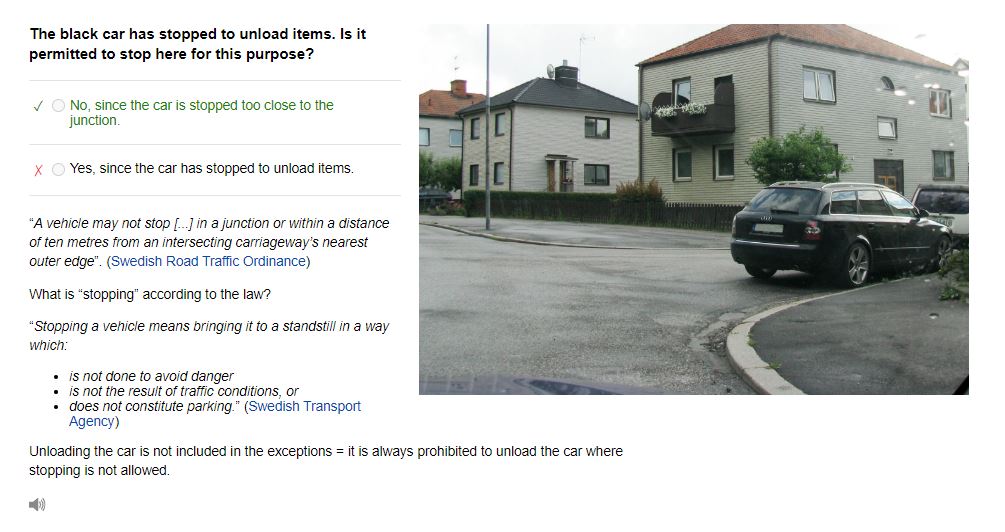 The black car has stopped to unload items. Is it
permitted to stop here for this purpose?
✓ No, since the car is stopped too close to the
junction.
X Yes, since the car has stopped to unload items.
“A vehicle may not stop [...] in a junction or within a distance
of ten metres from an intersecting carriageway’s nearest
outer edge”. (Swedish Road Traffic Ordinance)
What is “stopping” according to the law?
“Stopping a vehicle means bringing it to a standstill in a way
which:
• is not done to avoid danger
• is not the result of traffic conditions, or
• does not constitute parking.” (Swedish Transport
Agency)
Unloading the car is not included in the exceptions = it is always prohibited to unload the car where
stopping is not allowed.